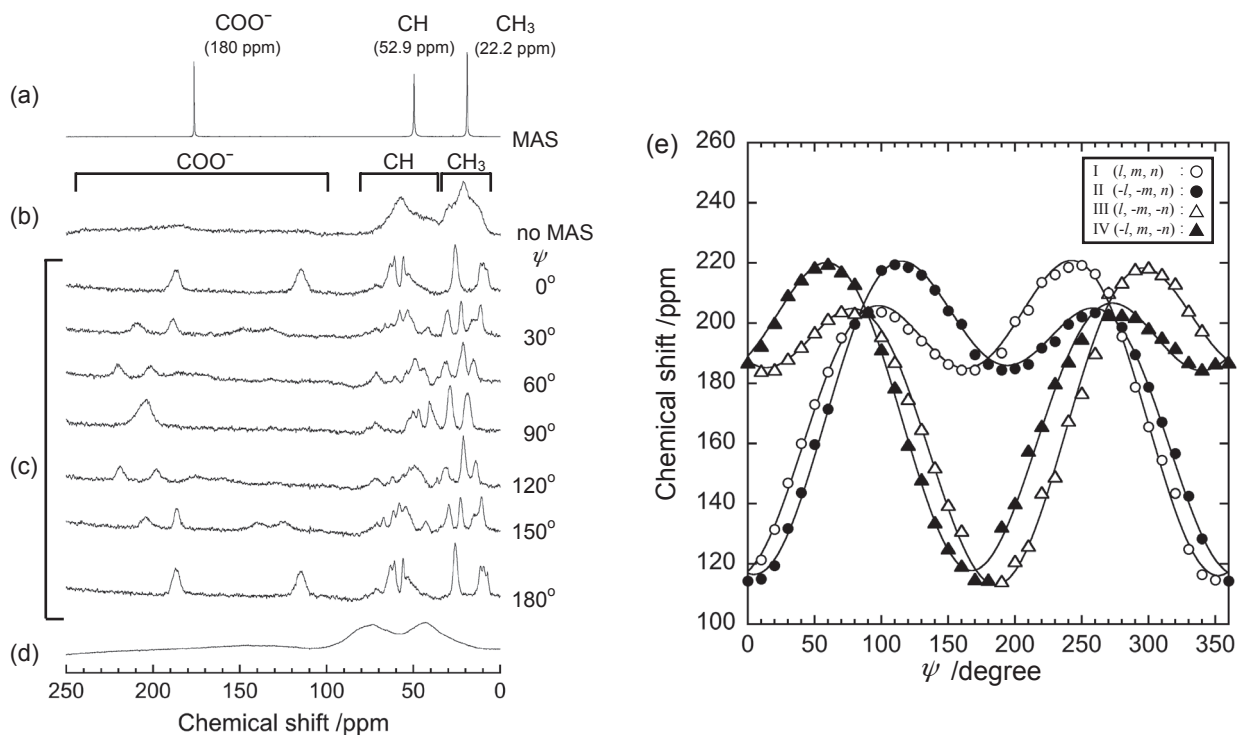 COO⁻ CH CH₃
(180 ppm) (52.9 ppm) (22.2 ppm)
(a)
MAS
COO⁻ CH CH₃
(b)
no MAS
ψ
0°
30°
60°
90°
(c)
120°
150°
180°
(d)
250 200 150 100 50 0
Chemical shift /ppm
(e)
260
240
220
200
180
160
140
120
100
Chemical shift /ppm
I (l, m, n) :
II (-l, -m, n) :
III (l, -m, -n) :
IV (-l, m, -n) :
0 50 100 150 200 250 300 350
ψ /degree